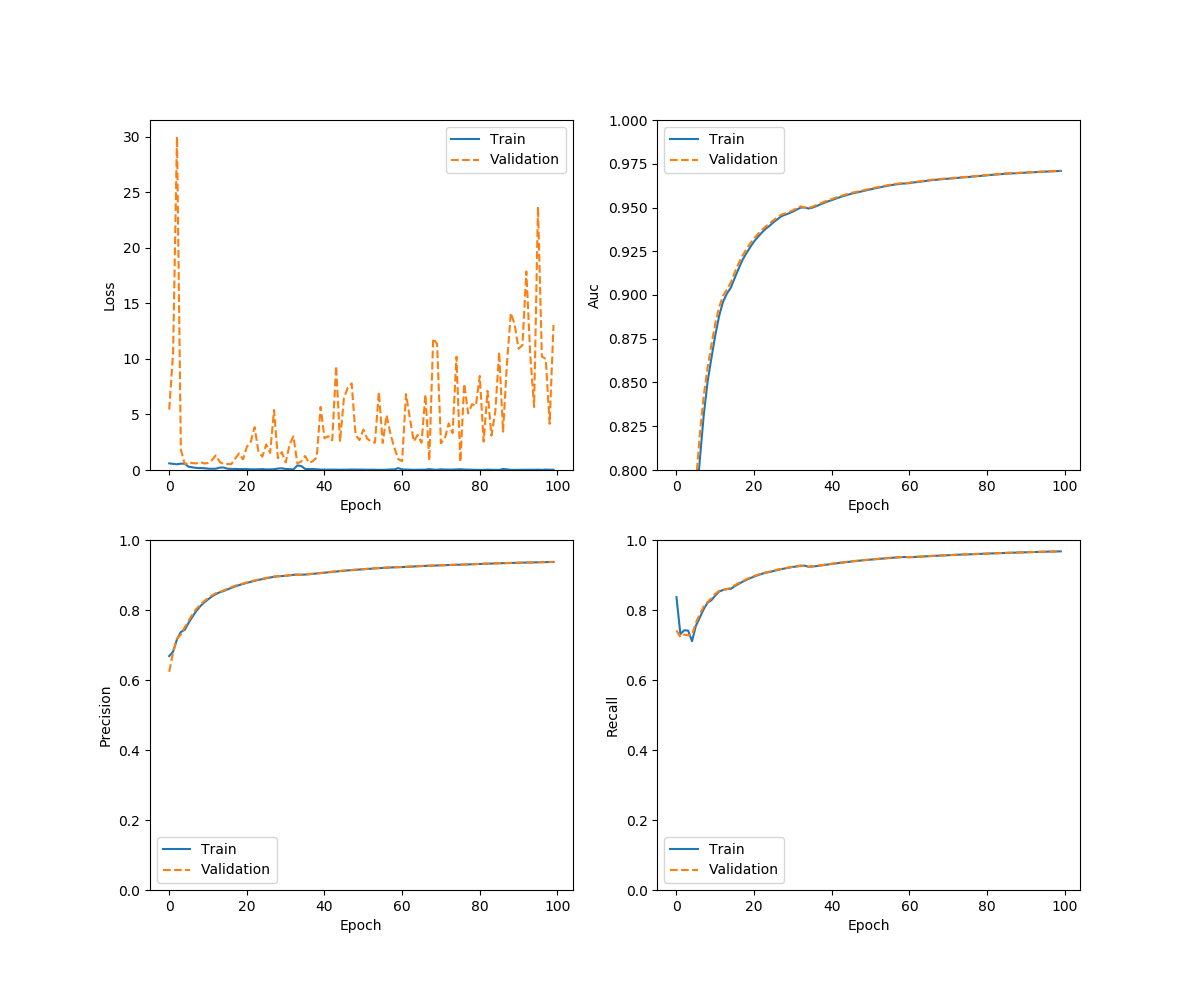 30
25
20
15
10
5
0
Loss
Train
Validation
0 20 40 60 80 100
Epoch
1.000
0.975
0.950
0.925
0.900
0.875
0.850
0.825
0.800
Auc
Train
Validation
0 20 40 60 80 100
Epoch
1.0
0.8
0.6
0.4
0.2
0.0
Precision
Train
Validation
0 20 40 60 80 100
Epoch
1.0
0.8
0.6
0.4
0.2
0.0
Recall
Train
Validation
0 20 40 60 80 100
Epoch